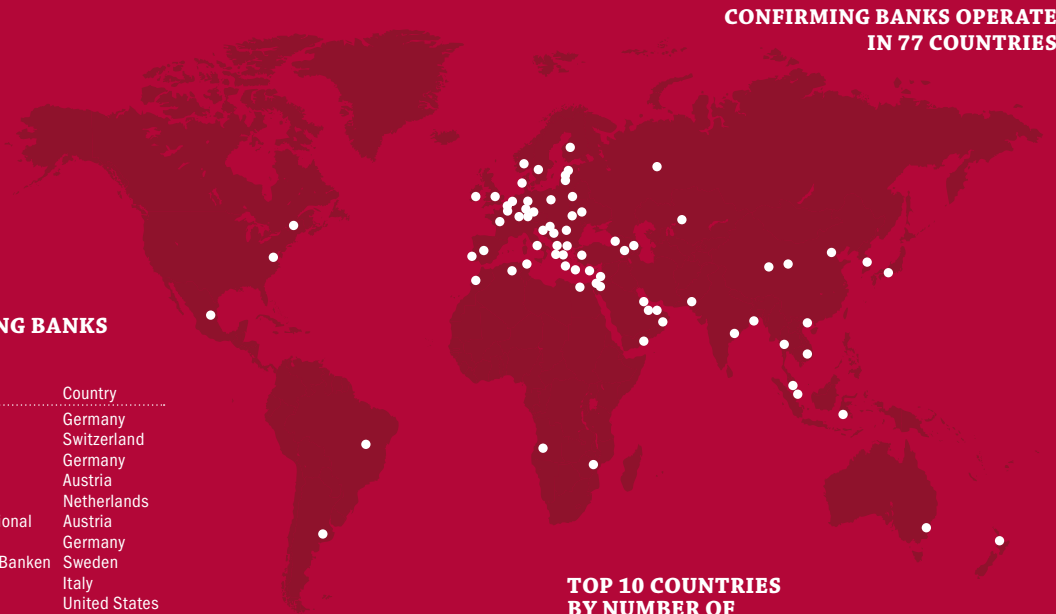 CONFIRMING BANKS OPERATE
IN 77 COUNTRIES
NG BANKS
Country
Germany
Switzerland
Germany
Austria
Netherlands
ional Austria
Germany
Banken Sweden
Italy
United States
TOP 10 COUNTRIES
BY NUMBER OF